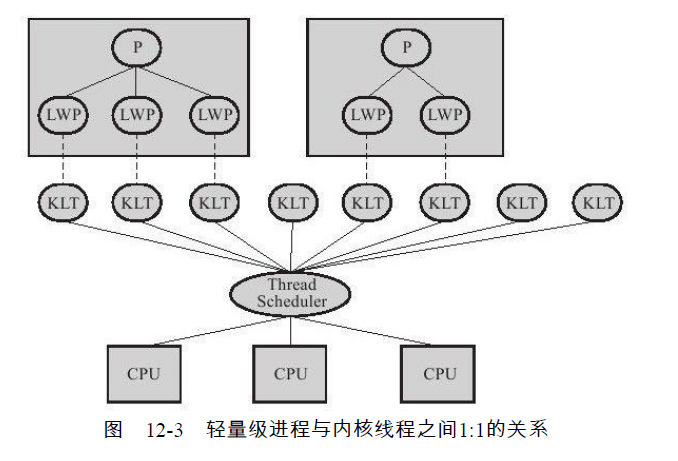 P
P
LWP LWP LWP
LWP LWP
KLT KLT KLT KLT KLT KLT KLT KLT
Thread
Scheduler
CPU CPU CPU
图 12-3 轻量级进程与内核线程之间1:1的关系